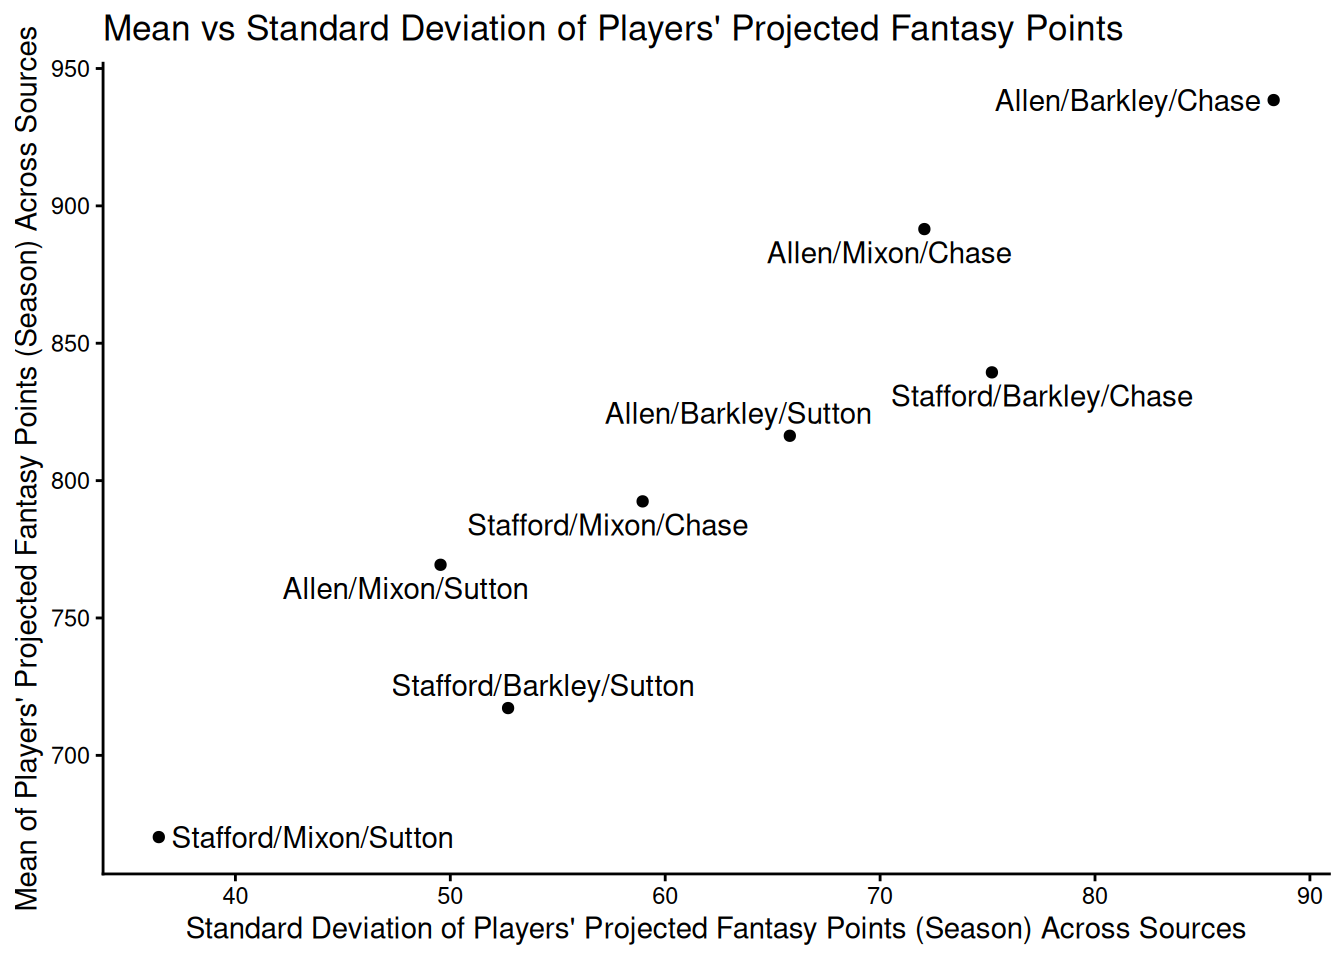 Mean vs Standard Deviation of Players' Projected Fantasy Points
Mean of Players' Projected Fantasy Points (Season) Across Sources
950
900
850
800
750
700
Allen/Barkley/Chase
Allen/Mixon/Chase
Stafford/Barkley/Chase
Allen/Barkley/Sutton
Stafford/Mixon/Chase
Allen/Mixon/Sutton
Stafford/Barkley/Sutton
Stafford/Mixon/Sutton
40 50 60 70 80 90
Standard Deviation of Players' Projected Fantasy Points (Season) Across Sources